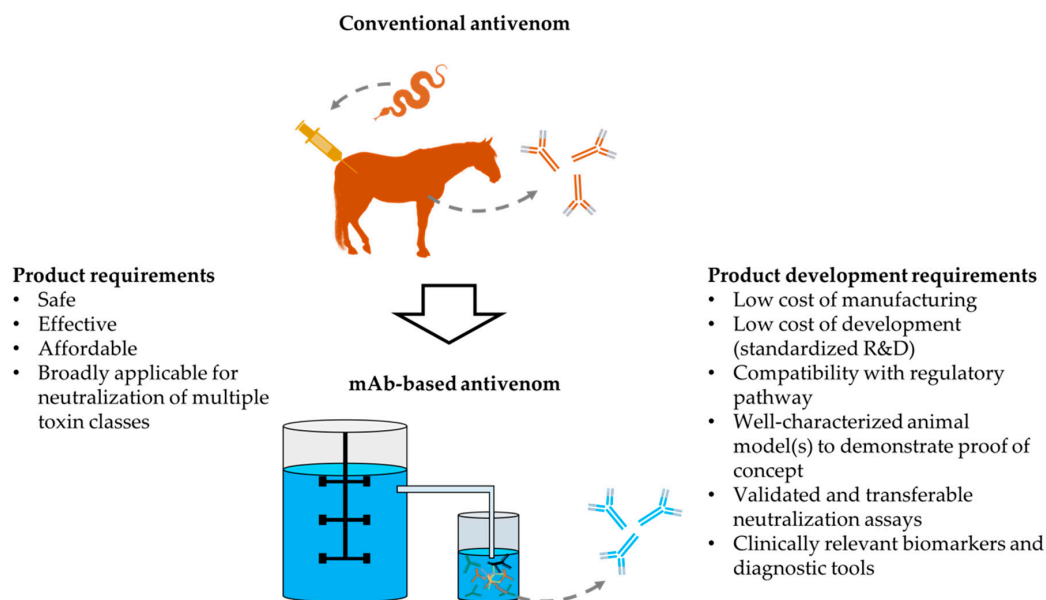 Conventional antivenom
Product requirements
• Safe
• Effective
• Affordable
• Broadly applicable for
neutralization of multiple
toxin classes
mAb-based antivenom
Product development requirements
• Low cost of manufacturing
• Low cost of development
(standardized R&D)
• Compatibility with regulatory
pathway
• Well-characterized animal
model(s) to demonstrate proof of
concept
• Validated and transferable
neutralization assays
• Clinically relevant biomarkers and
diagnostic tools